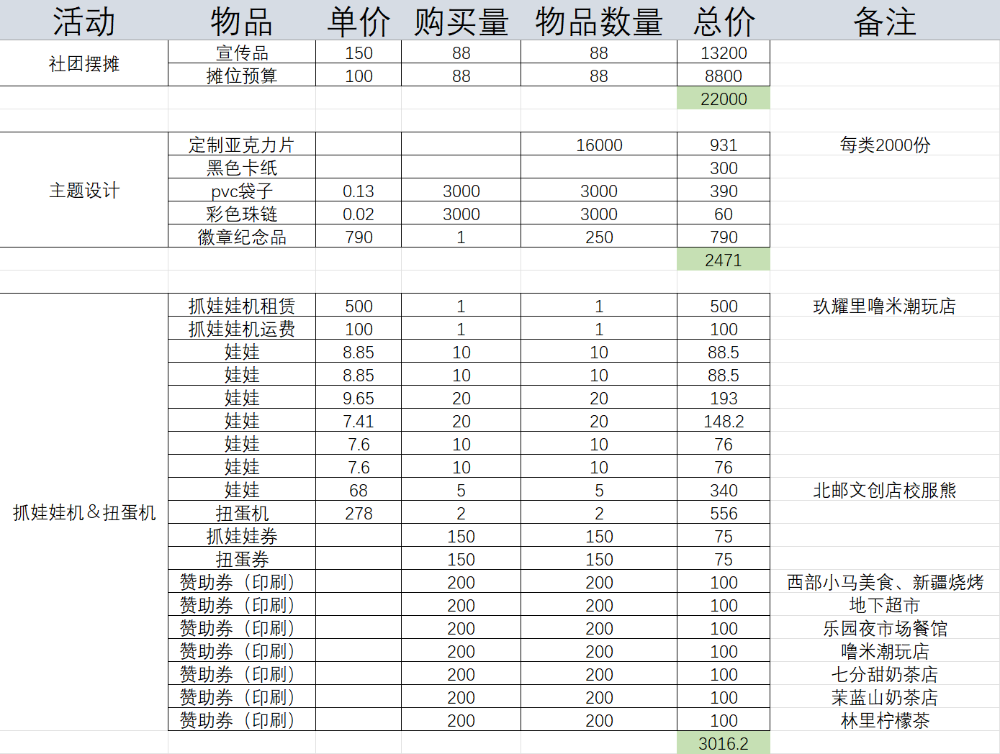 活动 物品 单价 购买量 物品数量 总价 备注
社团摆摊 宣传品 150 88 88 13200
摊位预算 100 88 88 8800
22000
主题设计 定制亚克力片 16000 931 每类2000份
黑色卡纸 300
pvc袋子 0.13 3000 3000 390
彩色珠链 0.02 3000 3000 60
徽章纪念品 790 1 250 790
2471
抓娃娃机&扭蛋机 抓娃娃机租赁 500 1 1 500 玖耀里噜米潮玩店
抓娃娃机运费 100 1 1 100
娃娃 8.85 10 10 88.5
娃娃 8.85 10 10 88.5
娃娃 9.65 20 20 193
娃娃 7.41 20 20 148.2
娃娃 7.6 10 10 76
娃娃 7.6 10 10 76
娃娃 68 5 5 340 北邮文创店校服熊
扭蛋机 278 2 2 556
抓娃娃券 150 150 75
扭蛋券 150 150 75
赞助券（印刷） 200 200 100 西部小马美食、新疆烧烤
赞助券（印刷） 200 200 100 地下超市
赞助券（印刷） 200 200 100 乐园夜市场餐馆
赞助券（印刷） 200 200 100 噜米潮玩店
赞助券（印刷） 200 200 100 七分甜奶茶店
赞助券（印刷） 200 200 100 茉蓝山奶茶店
赞助券（印刷） 200 200 100 林里柠檬茶
3016.2